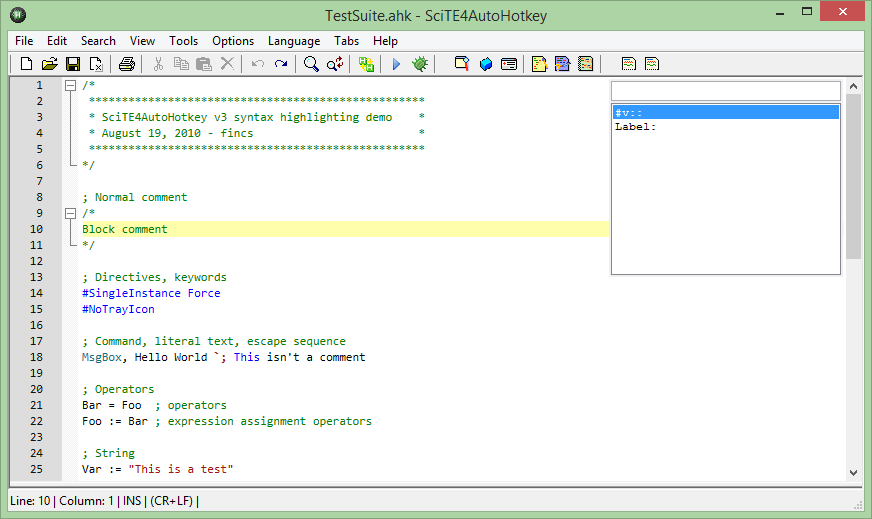 TestSuite.ahk - SciTE4AutoHotkey
File Edit Search View Tools Options Language Tabs Help
1 /*
2 ***************************************************
3 * SciTE4AutoHotkey v3 syntax highlighting demo    *
4 * August 19, 2010 - fincs                         *
5 ***************************************************
6 */
7
8 ; Normal comment
9 /*
10 Block comment
11 */
12
13 ; Directives, keywords
14 #SingleInstance Force
15 #NoTrayIcon
16
17 ; Command, literal text, escape sequence
18 MsgBox, Hello World `; This isn't a comment
19
20 ; Operators
21 Bar = Foo  ; operators
22 Foo := Bar ; expression assignment operators
23
24 ; String
25 Var := "This is a test"
#v::
Label:
Line: 10 | Column: 1 | INS | (CR+LF) |